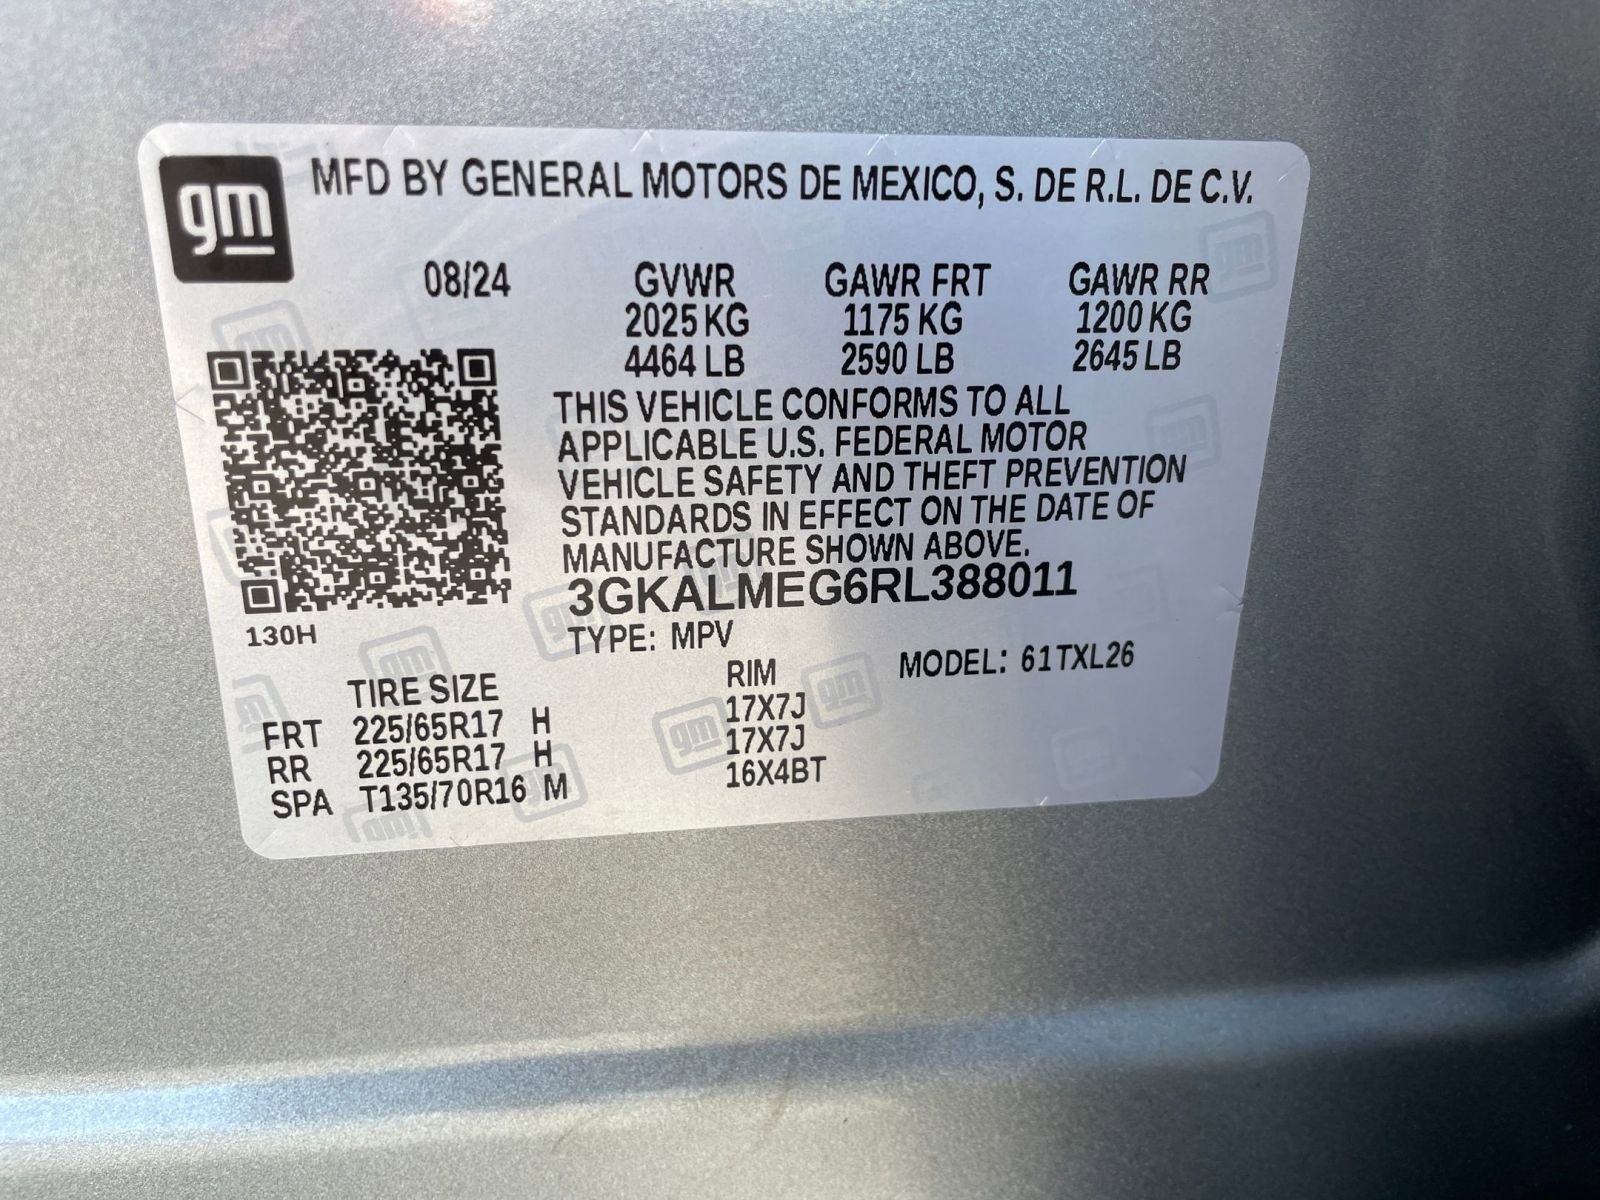 gm
MFD BY GENERAL MOTORS DE MEXICO, S. DE R.L. DE C.V.
08/24 GVWR GAWR FRT GAWR RR
2025 KG 1175 KG 1200 KG
4464 LB 2590 LB 2645 LB
THIS VEHICLE CONFORMS TO ALL
APPLICABLE U.S. FEDERAL MOTOR
VEHICLE SAFETY AND THEFT PREVENTION
STANDARDS IN EFFECT ON THE DATE OF
MANUFACTURE SHOWN ABOVE.
3GKALMEG6RL388011
130H
TYPE: MPV
MODEL: 61TXL26
TIRE SIZE RIM
FRT 225/65R17 H 17X7J
RR 225/65R17 H 17X7J
SPA T135/70R16 M 16X4BT